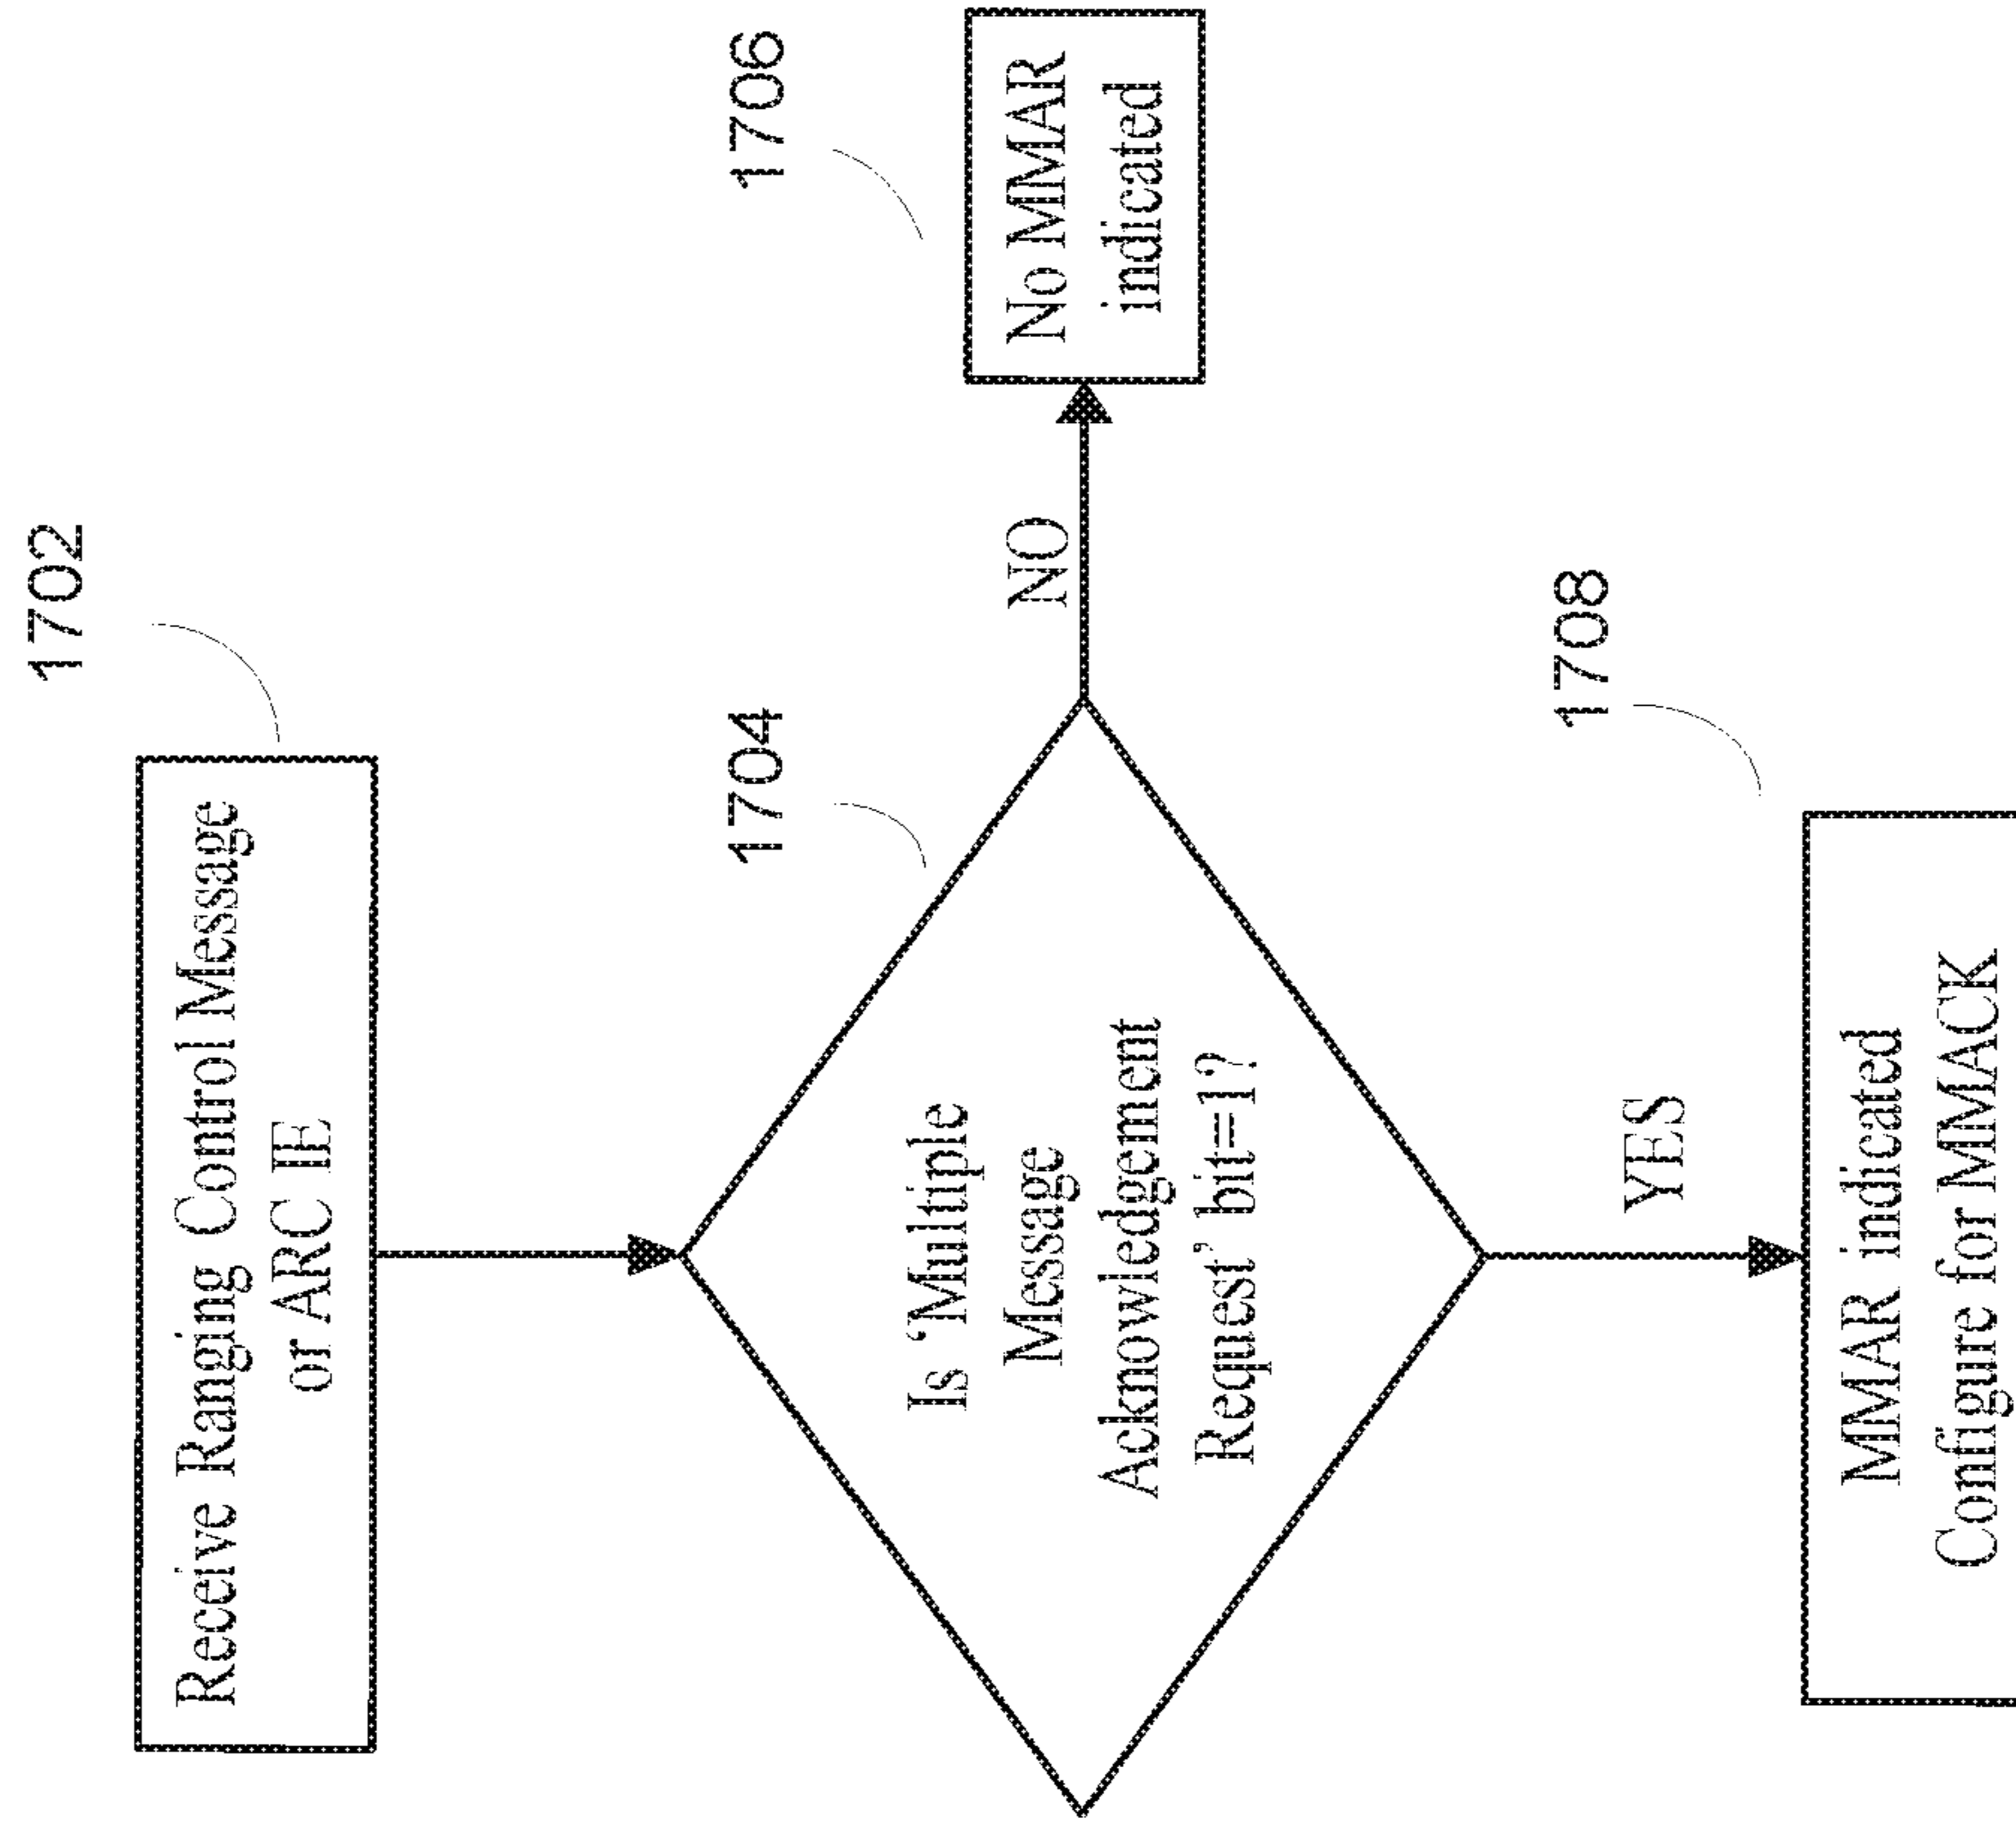 1702
Receive Ranging Control Message
or ARC IE
1704
Is ‘Multiple
Message
Acknowledgement
Request’ bit=1?
NO
1706
No MMAR
indicated
YES
1708
MMAR indicated
Configure for MMACK